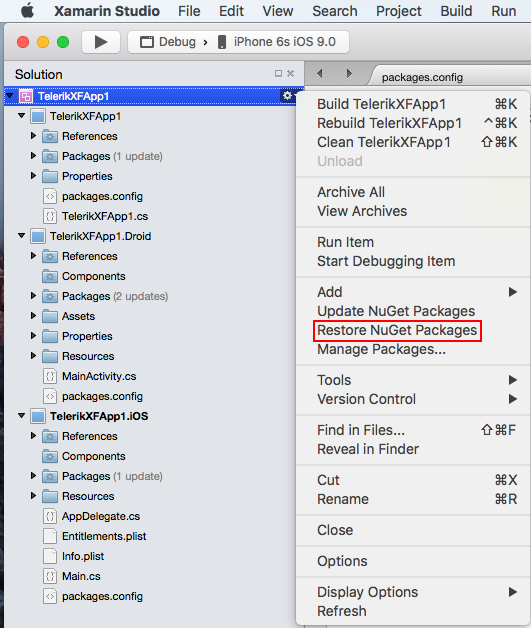 Xamarin Studio File Edit View Search Project Build Run
Debug > iPhone 6s iOS 9.0
Solution
packages.config
TelerikXFApp1
TelerikXFApp1
References
Packages (1 update)
Properties
packages.config
TelerikXFApp1.cs
TelerikXFApp1.Droid
References
Components
Packages (2 updates)
Assets
Properties
Resources
MainActivity.cs
packages.config
TelerikXFApp1.iOS
References
Components
Packages (1 update)
Resources
AppDelegate.cs
Entitlements.plist
Info.plist
Main.cs
packages.config
Build TelerikXFApp1 ⌘K
Rebuild TelerikXFApp1 ^⌘K
Clean TelerikXFApp1 ⇧⌘K
Unload
Archive All
View Archives
Run Item
Start Debugging Item
Add
Update NuGet Packages
Restore NuGet Packages
Manage Packages...
Tools
Version Control
Find in Files... ⇧⌘F
Reveal in Finder
Cut ⌘X
Rename ⌘R
Close
Options
Display Options
Refresh